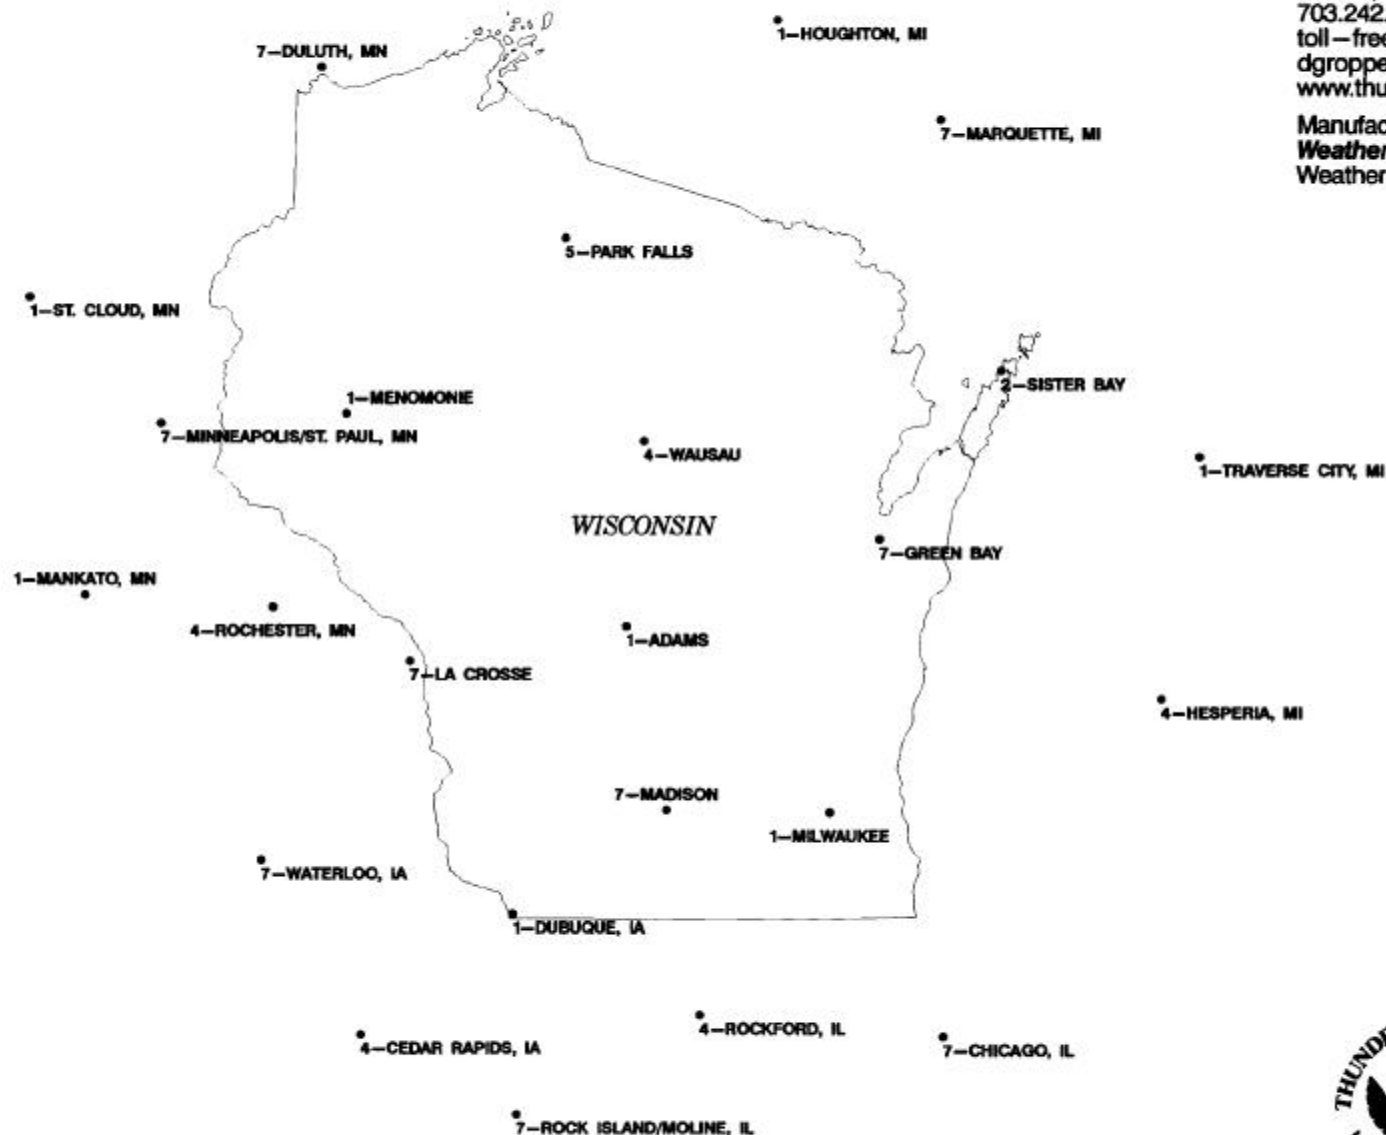 703.242.
toll-free
dgroppe
www.thu
Manufac
Weather
Weather
7-DULUTH, MN
1-HOUGHTON, MI
7-MARQUETTE, MI
5-PARK FALLS
1-ST. CLOUD, MN
2-SISTER BAY
1-MENOMONIE
7-MINNEAPOLIS/ST. PAUL, MN
4-WAUSAU
1-TRAVERSE CITY, MI
WISCONSIN
7-GREEN BAY
1-MANKATO, MN
4-ROCHESTER, MN
1-ADAMS
7-LA CROSSE
4-HESPERIA, MI
7-MADISON
1-MILWAUKEE
7-WATERLOO, IA
1-DUBUQUE, IA
4-ROCKFORD, IL
4-CEDAR RAPIDS, IA
7-CHICAGO, IL
7-ROCK ISLAND/MOLINE, IL
THUNDE